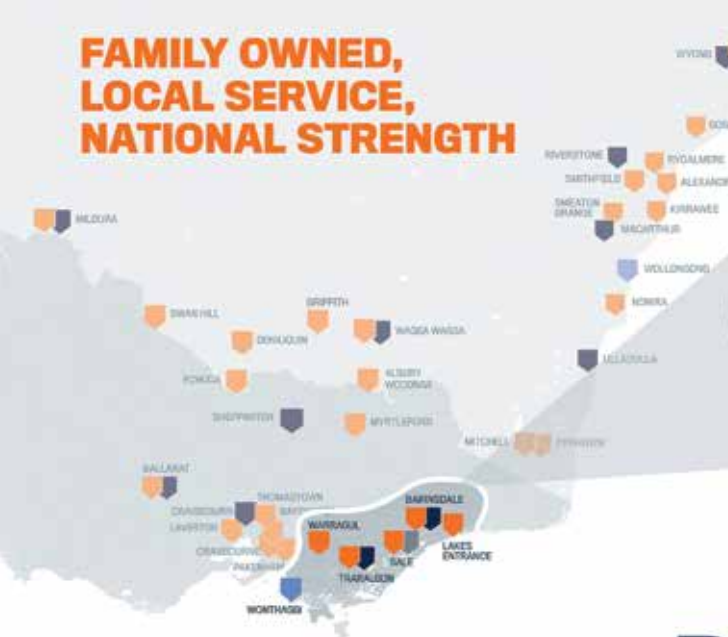 FAMILY OWNED,
LOCAL SERVICE,
NATIONAL STRENGTH
WYONG
RIVERSTONE
RYDALMERE
SMITHFIELD
SMEATON
GRANGE
KIRRAWEE
MACARTHUR
MILDURA
WOLLONGONG
NOWRA
SWAN HILL
GRIFFITH
DENILIQUIN
WAGGA WAGGA
ULLADULLA
ECHUCA
ALBURY
WODONGA
SHEPPARTON
MYRTLEFORD
MITCHELL
FYSHWICK
BALLARAT
THOMASTOWN
BAIRNSDALE
LAVERTON
WARRAGUL
LAKES
ENTRANCE
SALE
PAKENHAM
TRARALGON
WONTHAGGI